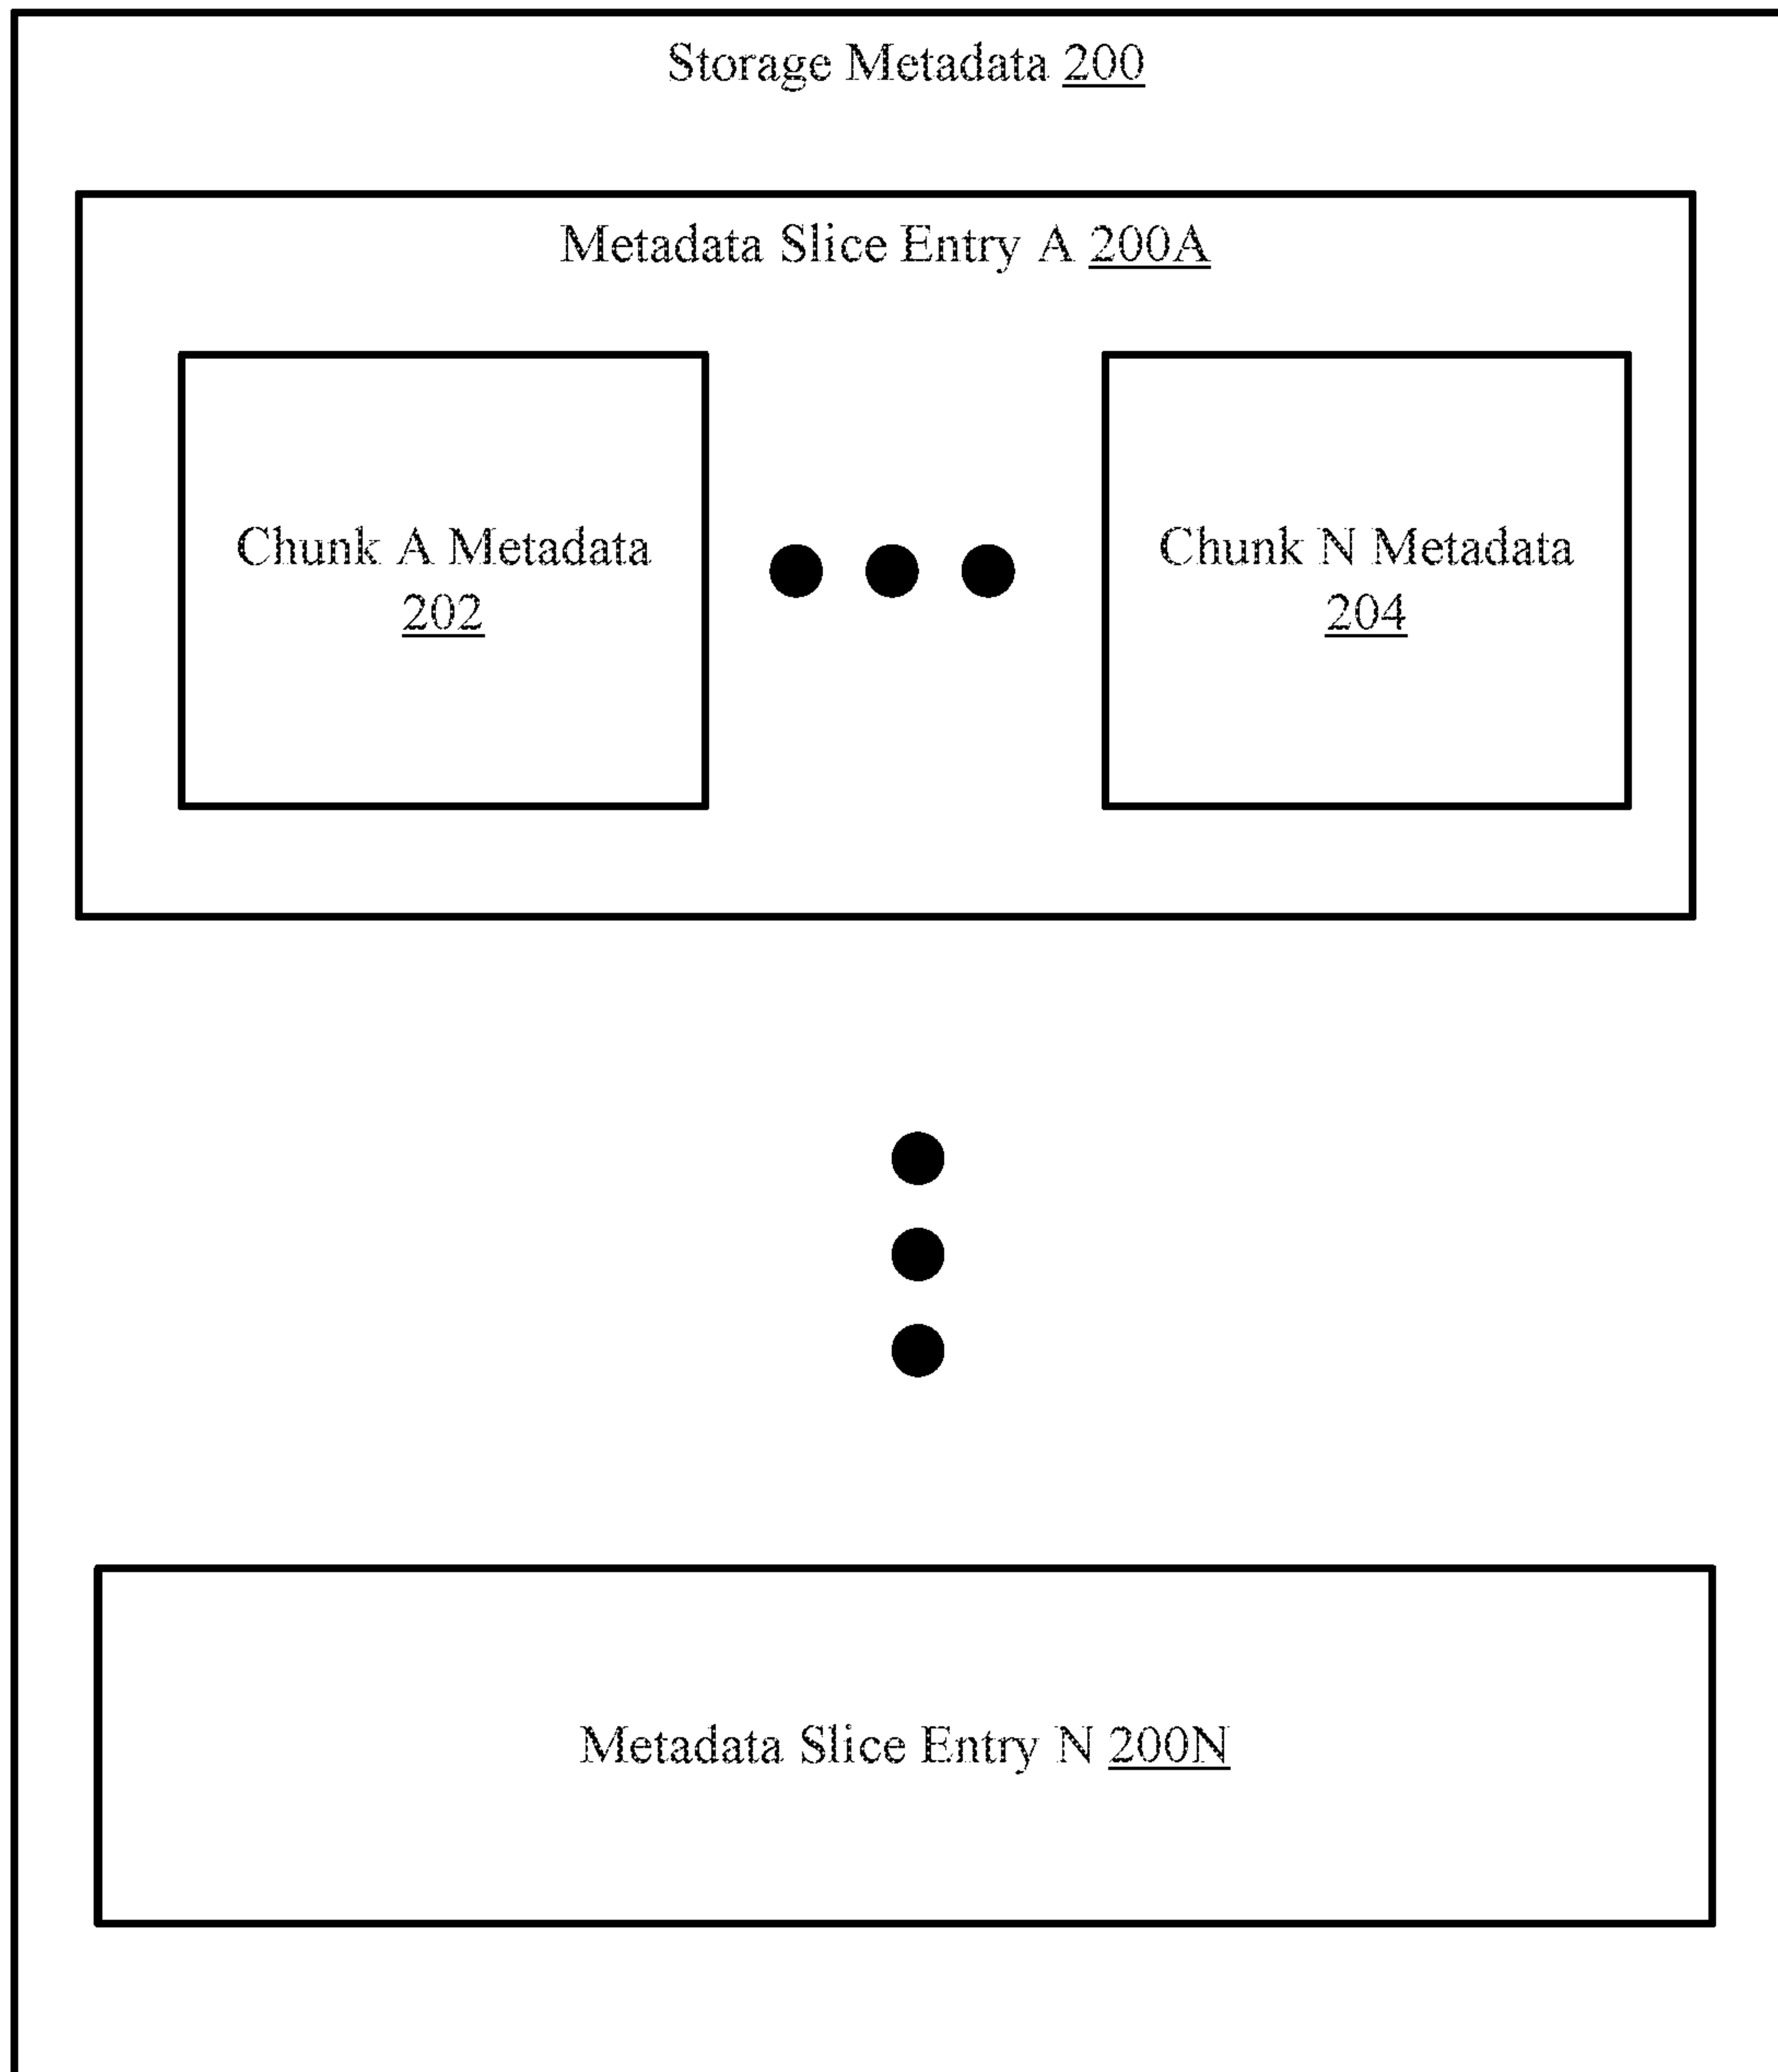 Storage Metadata 200
Metadata Slice Entry A 200A
Chunk A Metadata
202
Chunk N Metadata
204
Metadata Slice Entry N 200N